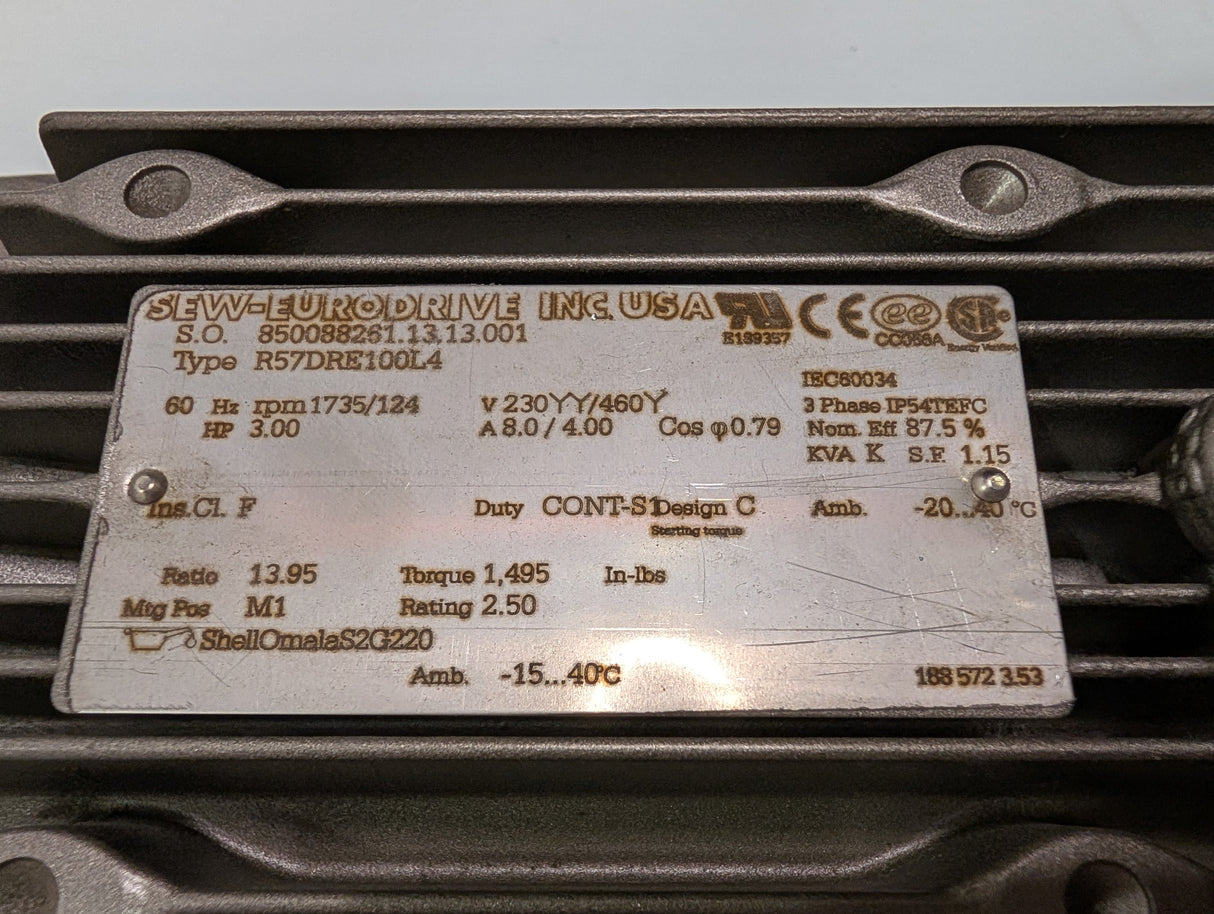 SEW-EURODRIVE INC. USA
S.O. 850088261.13.13.001
E189357
CC056A
Energy Verified
Type R57DRE100L4
IEC60034
60 Hz rpm 1735/124 V 230YY/460Y 3 Phase IP54TEFC
HP 3.00 A 8.0 / 4.00 Cos φ 0.79 Nom. Eff 87.5 %
KVA K S.F. 1.15
Ins.Cl. F Duty CONT-S1 Design C Amb. -20...40 °C
Starting torque
Ratio 13.95 Torque 1,495 In-lbs
Mtg Pos M1 Rating 2.50
ShellOmalaS2G220
Amb. -15...40°C 188 572 3.53